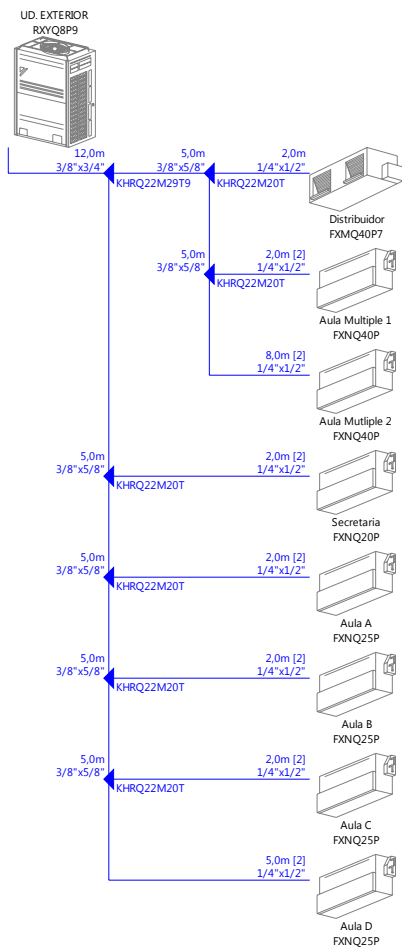 UD. EXTERIOR
RXYQ8P9
12,0m
3/8"x3/4"
KHRQ22M29T9
5,0m
3/8"x5/8"
KHRQ22M20T
2,0m
1/4"x1/2"
Distribuidor
FXMQ40P7
5,0m
3/8"x5/8"
KHRQ22M20T
2,0m [2]
1/4"x1/2"
Aula Multiple 1
FXNQ40P
8,0m [2]
1/4"x1/2"
Aula Mutliple 2
FXNQ40P
5,0m
3/8"x5/8"
KHRQ22M20T
2,0m [2]
1/4"x1/2"
Secretaria
FXNQ20P
5,0m
3/8"x5/8"
KHRQ22M20T
2,0m [2]
1/4"x1/2"
Aula A
FXNQ25P
5,0m
3/8"x5/8"
KHRQ22M20T
2,0m [2]
1/4"x1/2"
Aula B
FXNQ25P
5,0m
3/8"x5/8"
KHRQ22M20T
2,0m [2]
1/4"x1/2"
Aula C
FXNQ25P
5,0m [2]
1/4"x1/2"
Aula D
FXNQ25P